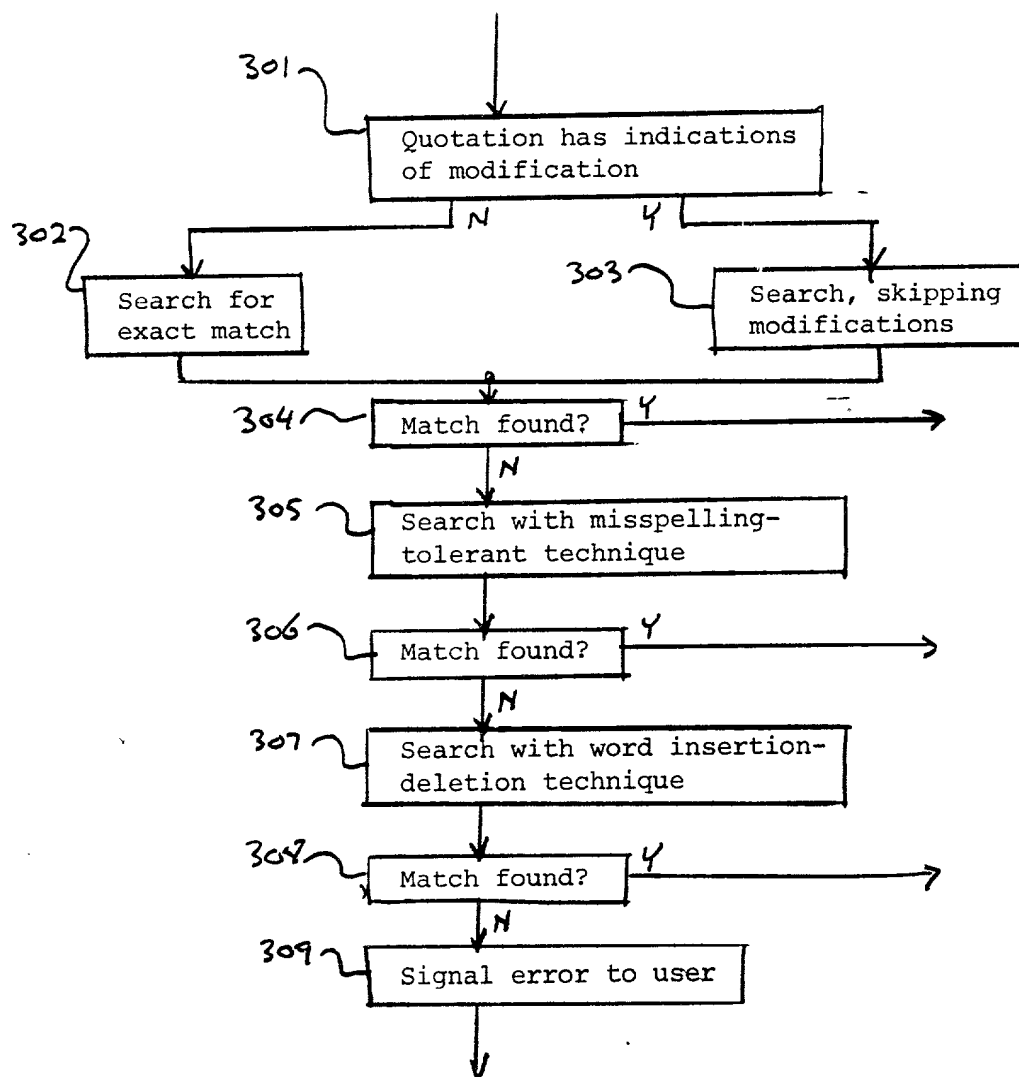 301
Quotation has indications
of modification
N
Y
302
303
Search for
exact match
Search, skipping
modifications
304
Match found?
Y
N
305
Search with misspelling-
tolerant technique
306
Match found?
Y
N
307
Search with word insertion-
deletion technique
308
Match found?
Y
N
309
Signal error to user